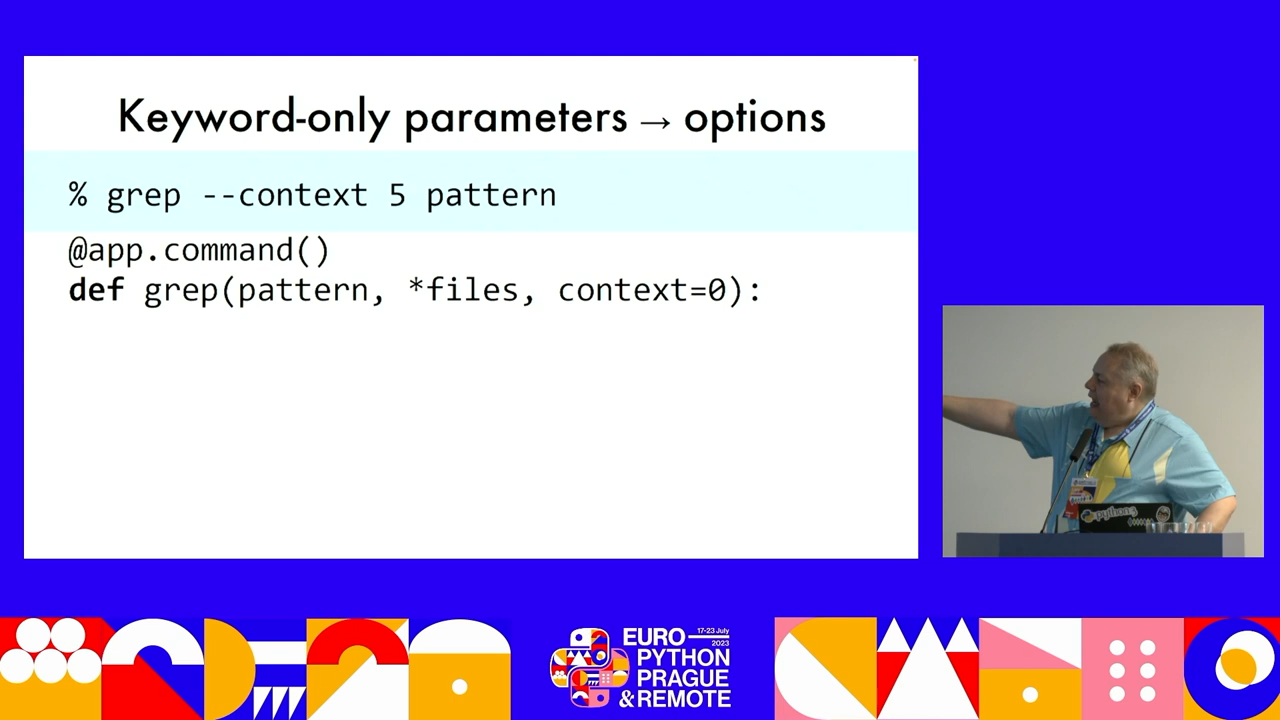 Keyword-only parameters → options
% grep --context 5 pattern
@app.command()
def grep(pattern, *files, context=0):
python
17-23 July
2023
EURO
PYTHON
PRAGUE
& REMOTE